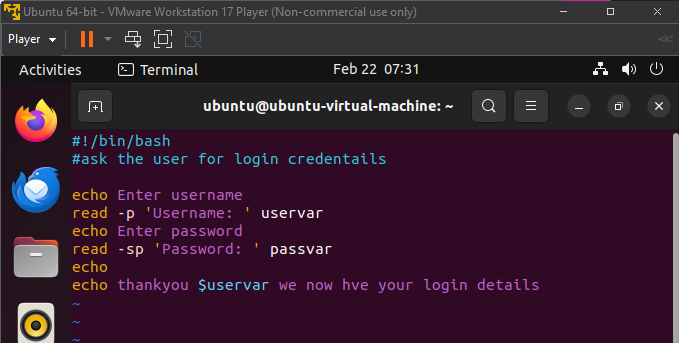 Ubuntu 64-bit - VMware Workstation 17 Player (Non-commercial use only)
Player
Activities Terminal Feb 22 07:31
ubuntu@ubuntu-virtual-machine: ~
#!/bin/bash
#ask the user for login credentails
echo Enter username
read -p 'Username: ' uservar
echo Enter password
read -sp 'Password: ' passvar
echo
echo thankyou $uservar we now hve your login details
~
~
~